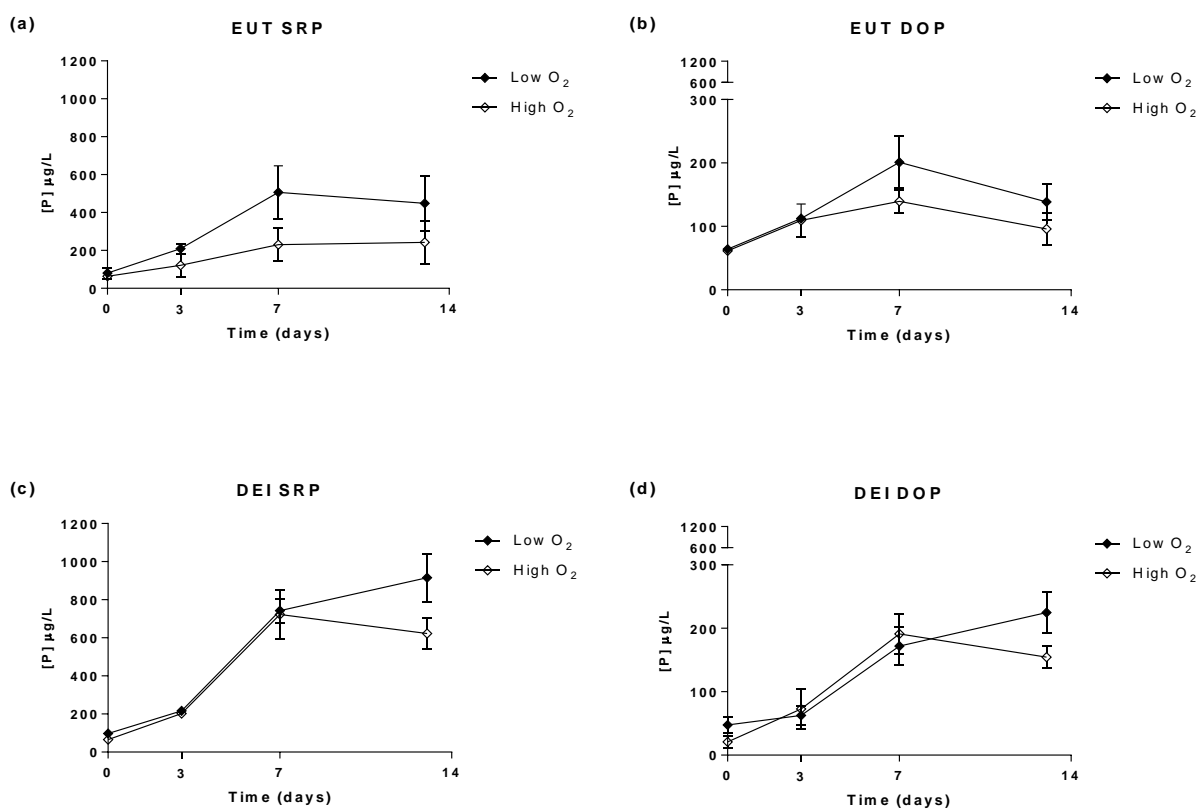 (a)
EUT SRP
1200
1000
800
600
400
200
0
[P] µg/L
0 3 7 14
Time (days)
Low O2
High O2
(b)
EUT DOP
1200
600
300
200
100
0
[P] µg/L
0 3 7 14
Time (days)
Low O2
High O2
(c)
DEI SRP
1200
1000
800
600
400
200
0
[P] µg/L
0 3 7 14
Time (days)
Low O2
High O2
(d)
DEI DOP
1200
600
300
200
100
0
[P] µg/L
0 3 7 14
Time (days)
Low O2
High O2